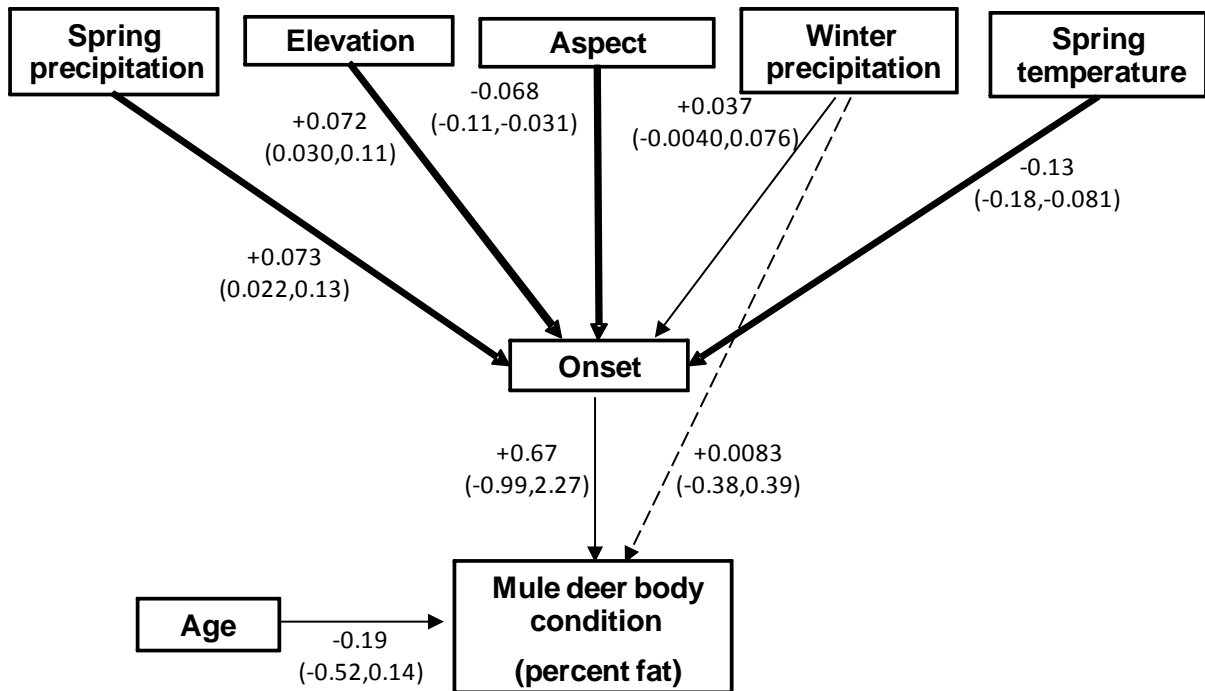 Spring
precipitation
Elevation
Aspect
Winter
precipitation
Spring
temperature
+0.072
(0.030,0.11)
-0.068
(-0.11,-0.031)
+0.037
(-0.0040,0.076)
-0.13
(-0.18,-0.081)
+0.073
(0.022,0.13)
Onset
+0.67
(-0.99,2.27)
+0.0083
(-0.38,0.39)
Age
-0.19
(-0.52,0.14)
Mule deer body
condition
(percent fat)